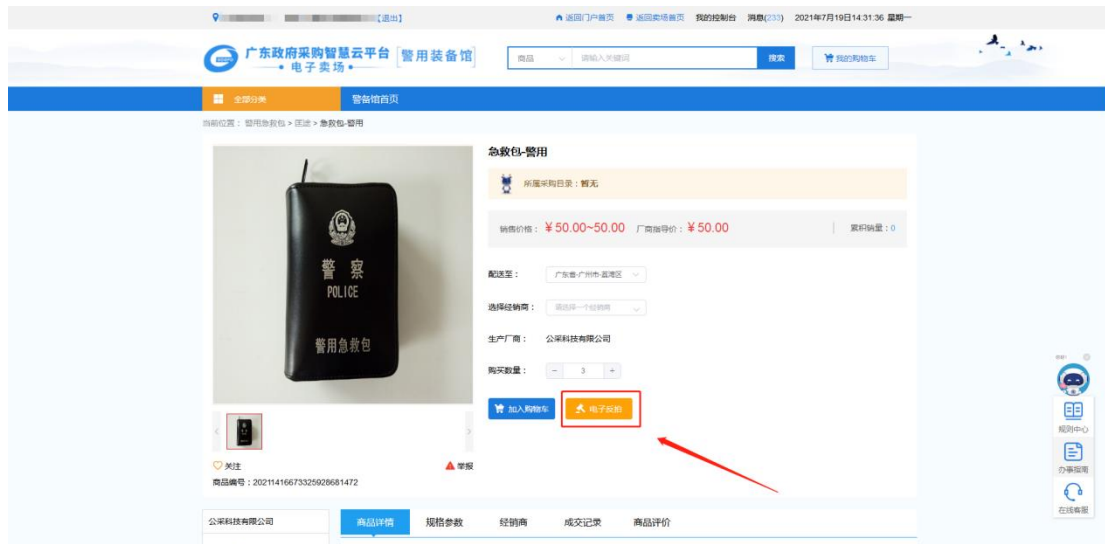 【退出】 返回门户首页 返回卖场首页 我的控制台 消息(233) 2021年7月19日14:31:36 星期一
广东政府采购智慧云平台
•电子卖场•
警用装备馆
商品 请输入关键词 搜索 我的购物车
全部分类 警备馆首页
当前位置： 警用急救包 > 匡途 > 急救包-警用
急救包-警用
所属采购目录：暂无
销售价格： ¥50.00~50.00 厂商指导价： ¥50.00 累积销量：0
警 察
POLICE
警用急救包
配送至： 广东省-广州市-荔湾区
选择经销商： 请选择一个经销商
生产厂商： 公采科技有限公司
购买数量： - 3 +
加入购物车 电子反拍
关注 举报
商品编号：20211416673325928681472
规则中心
办事指南
在线客服
公采科技有限公司 商品详情 规格参数 经销商 成交记录 商品评价